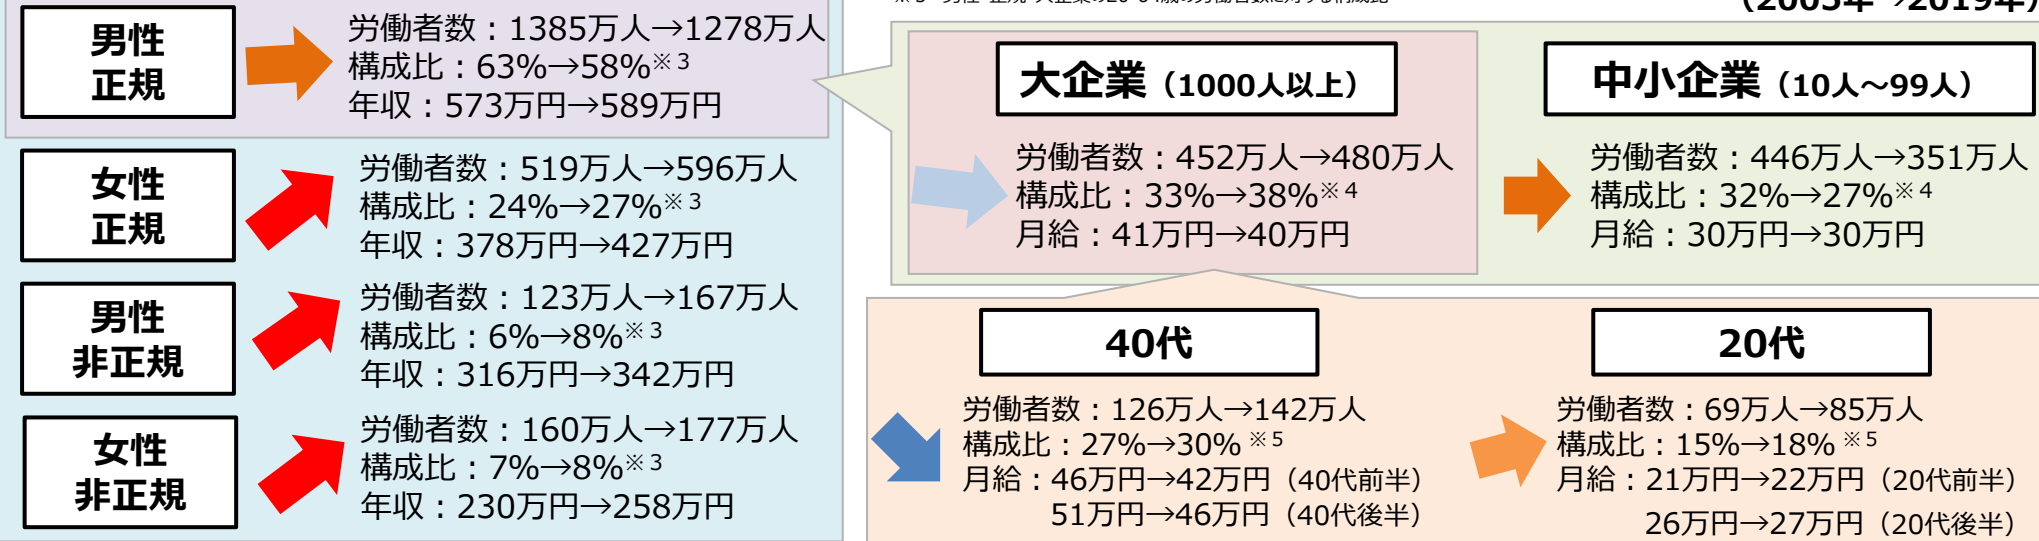 男性
正規
労働者数：1385万人→1278万人
構成比：63%→58%※３
年収：573万円→589万円
女性
正規
労働者数：519万人→596万人
構成比：24%→27%※３
年収：378万円→427万円
男性
非正規
労働者数：123万人→167万人
構成比：6%→8%※３
年収：316万円→342万円
女性
非正規
労働者数：160万人→177万人
構成比：7%→8%※３
年収：230万円→258万円
（2005年→2019年）
大企業（1000人以上）
労働者数：452万人→480万人
構成比：33%→38%※４
月給：41万円→40万円
中小企業（10人～99人）
労働者数：446万人→351万人
構成比：32%→27%※４
月給：30万円→30万円
40代
労働者数：126万人→142万人
構成比：27%→30% ※５
月給：46万円→42万円（40代前半）
51万円→46万円（40代後半）
20代
労働者数：69万人→85万人
構成比：15%→18% ※５
月給：21万円→22万円（20代前半）
26万円→27万円（20代後半）